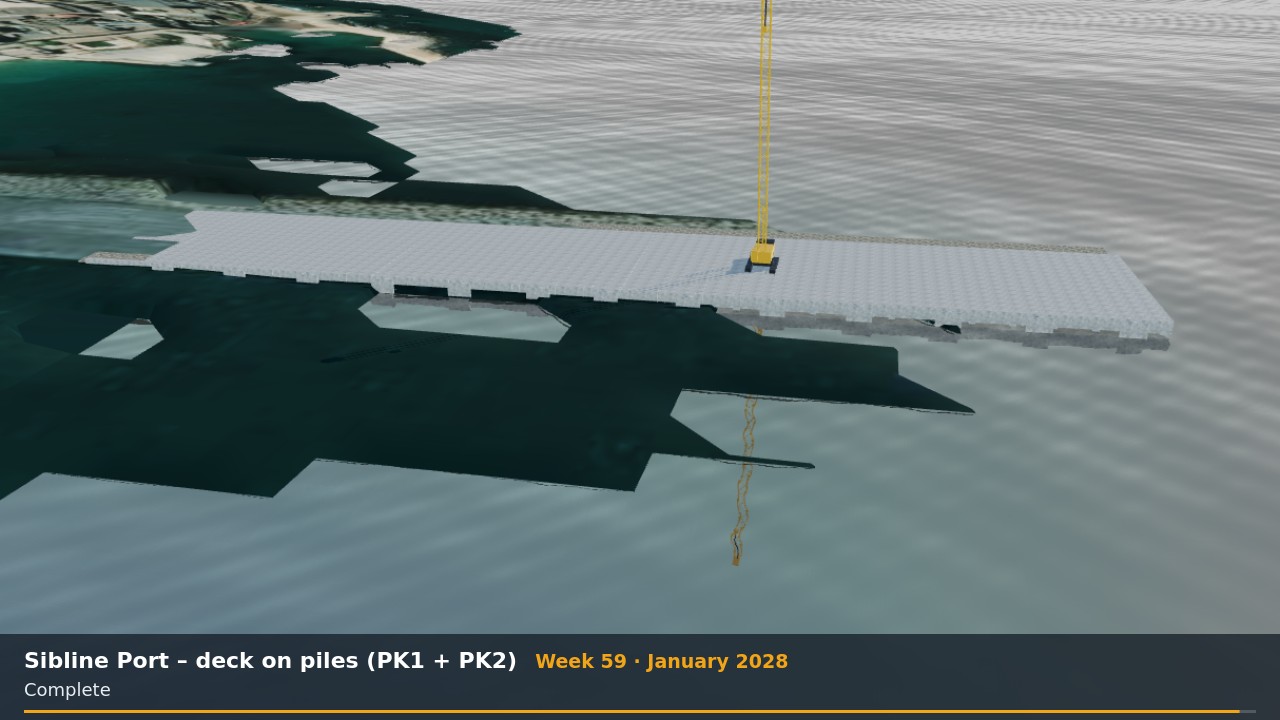 Sibline Port – deck on piles (PK1 + PK2) Week 59 · January 2028
Complete